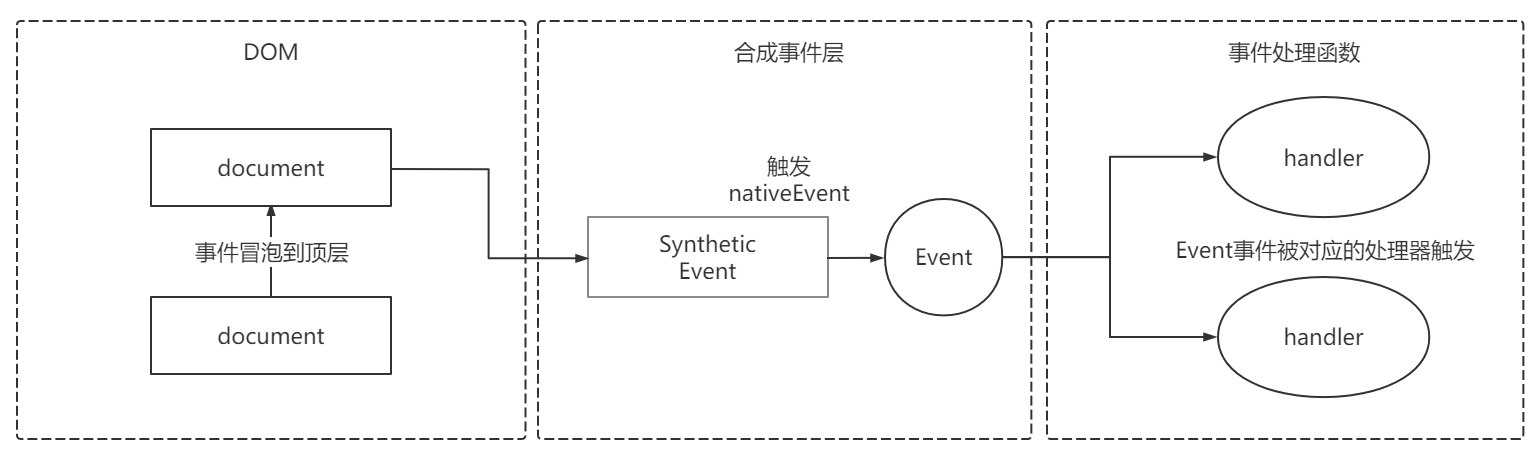 DOM
document
事件冒泡到顶层
document
合成事件层
触发
nativeEvent
Synthetic
Event
Event
事件处理函数
handler
Event事件被对应的处理器触发
handler